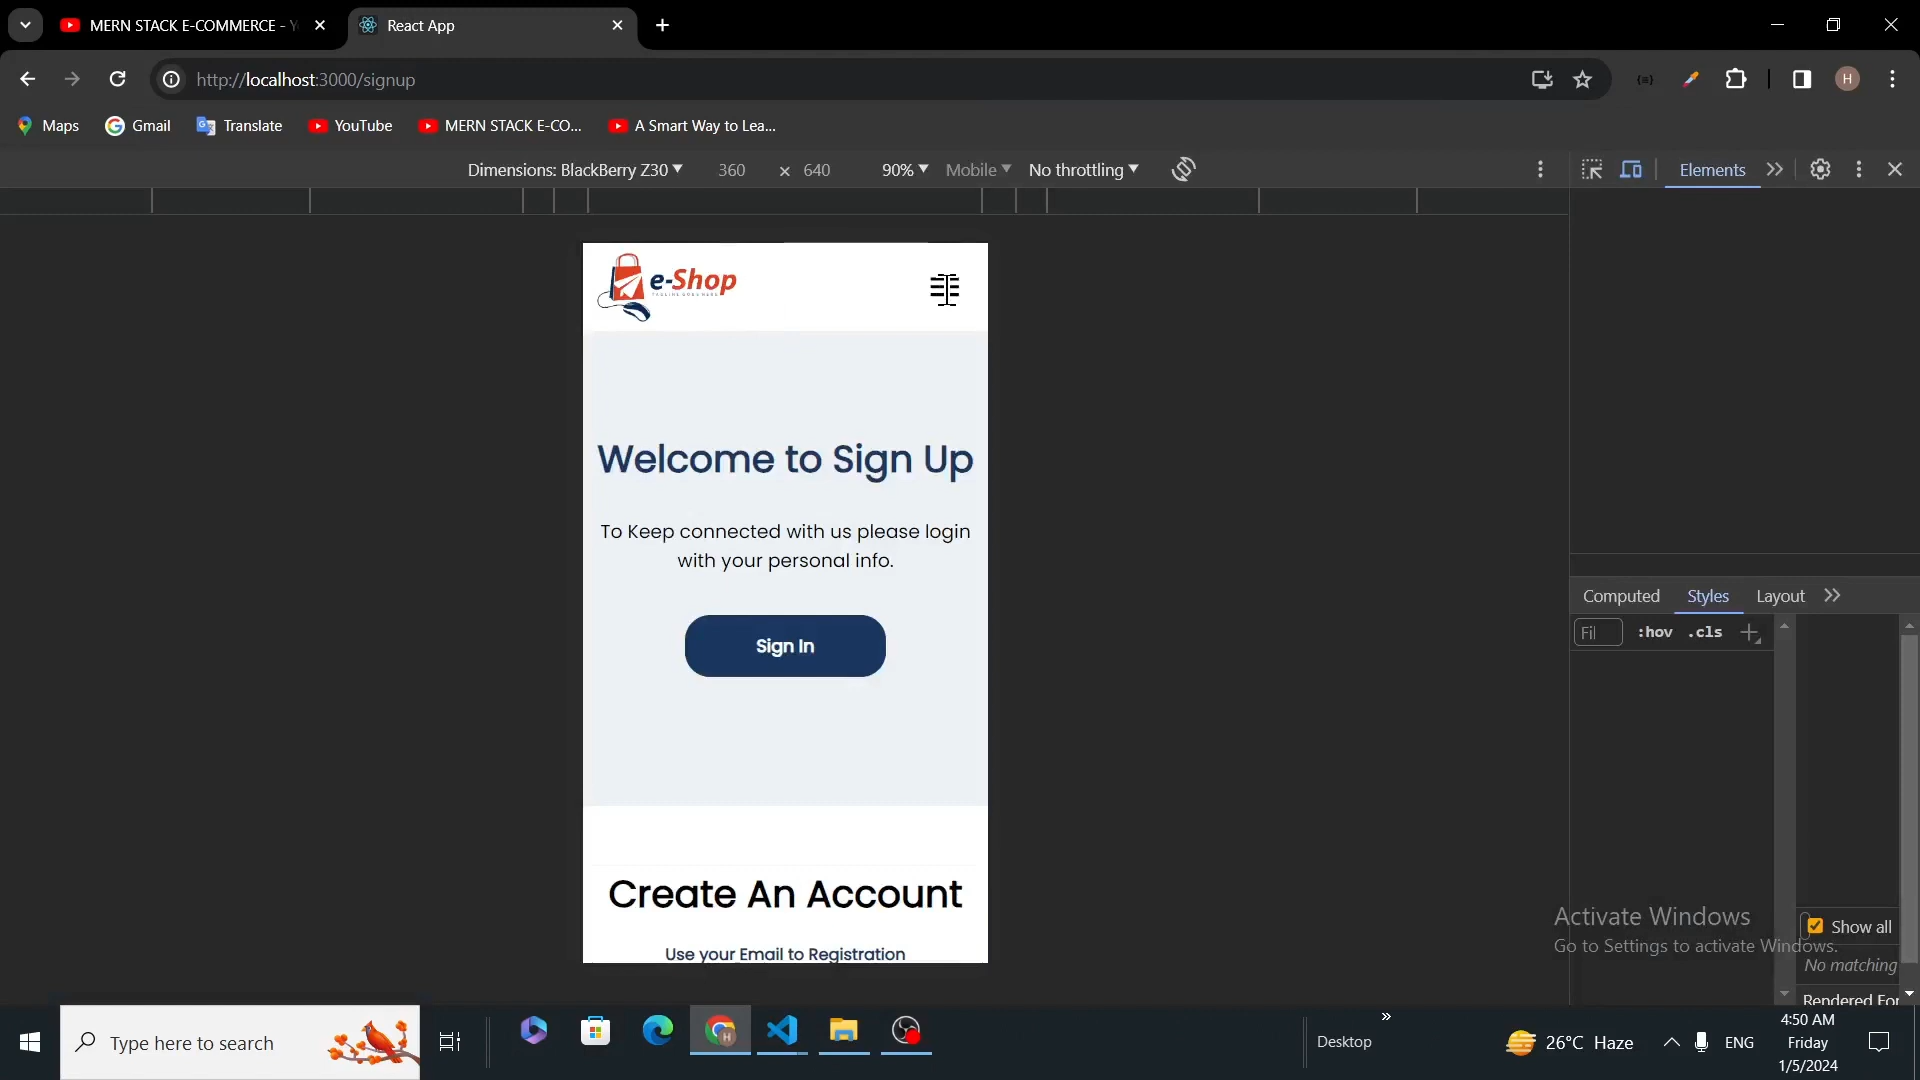 MERN STACK E-COMMERCE - Y
React App
http://localhost:3000/signup
H
Maps
Gmail
Translate
YouTube
MERN STACK E-CO...
A Smart Way to Lea...
Dimensions: BlackBerry Z30
360
×
640
90%
Mobile
No throttling
Elements
e-Shop
Welcome to Sign Up
To Keep connected with us please login
with your personal info.
Sign In
Create An Account
Use your Email to Registration
Computed
Styles
Layout
Fil
:hov
.cls
Activate Windows
Go to Settings to activate Windows.
Show all
No matching
Rendered Fon
Type here to search
Desktop
26°C Haze
ENG
4:50 AM
Friday
1/5/2024